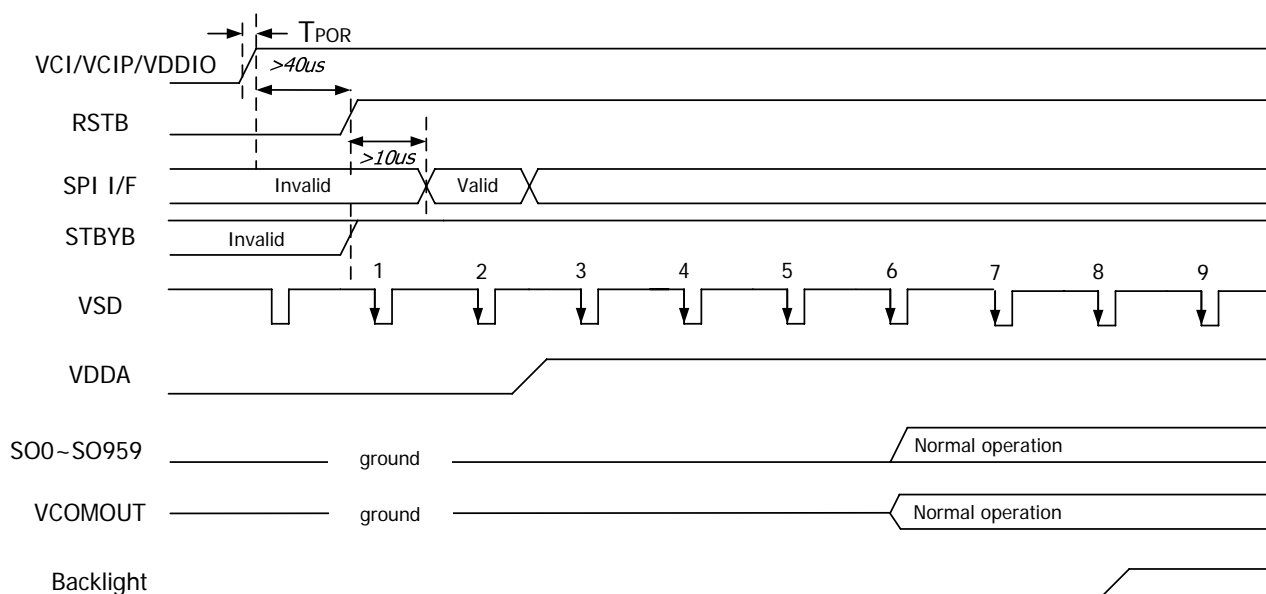 TPOR
VCI/VCIP/VDDIO
>40us
RSTB
>10us
SPI I/F
Invalid
Valid
STBYB
Invalid
1 2 3 4 5 6 7 8 9
VSD
VDDA
SO0~SO959
ground
Normal operation
VCOMOUT
ground
Normal operation
Backlight